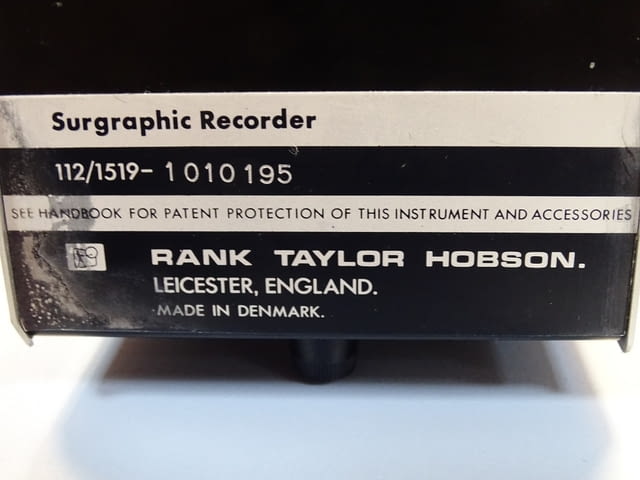 Surgraphic Recorder
112/1519- 1010195
SEE HANDBOOK FOR PATENT PROTECTION OF THIS INSTRUMENT AND ACCESSORIES
RANK TAYLOR HOBSON.
LEICESTER, ENGLAND.
MADE IN DENMARK.